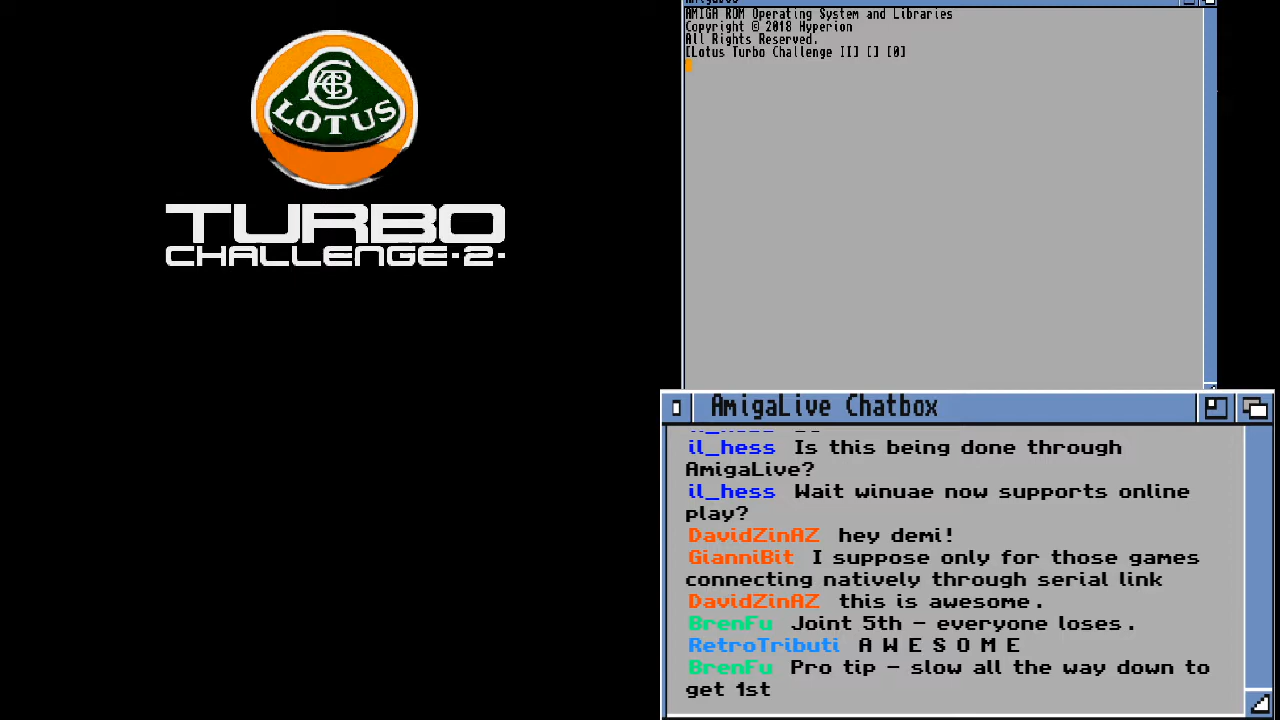 ACBC
LOTUS
TURBO
CHALLENGE·2·
AMIGA ROM Operating System and Libraries
Copyright © 2018 Hyperion
All Rights Reserved.
[Lotus Turbo Challenge II] [] [0]
AmigaLive Chatbox
il_hess Is this being done through
AmigaLive?
il_hess Wait winuae now supports online
play?
DavidZinAZ hey demi!
GianniBit I suppose only for those games
connecting natively through serial link
DavidZinAZ this is awesome.
BrenFu Joint 5th - everyone loses.
RetroTributi A W E S O M E
BrenFu Pro tip - slow all the way down to
get 1st